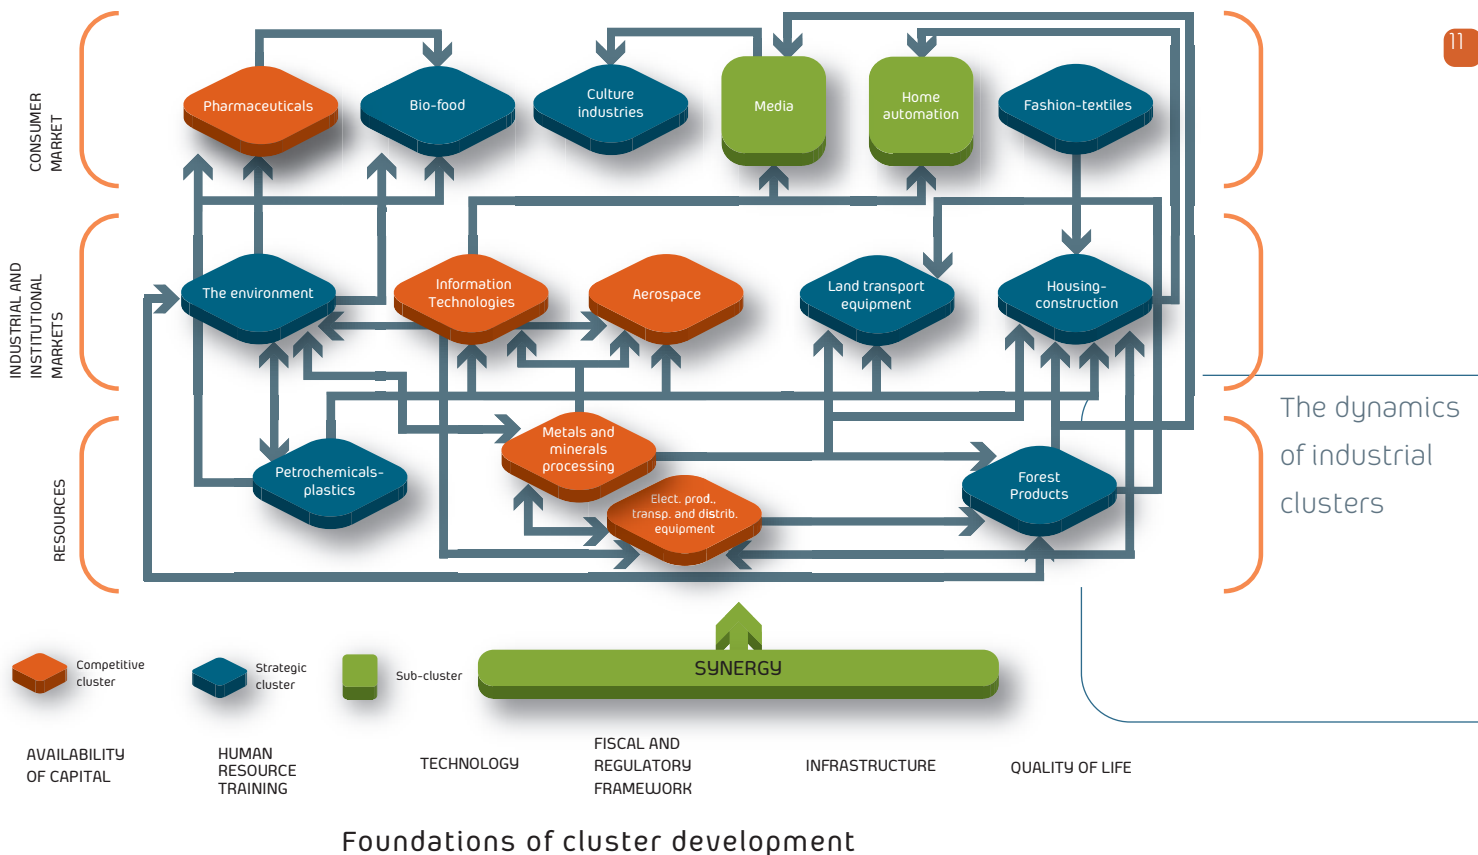 11
CONSUMER
MARKET
Pharmaceuticals
Bio-food
Culture
industries
Media
Home
automation
Fashion-textiles
INDUSTRIAL AND
INSTITUTIONAL
MARKETS
The environment
Information
Technologies
Aerospace
Land transport
equipment
Housing-
construction
RESOURCES
Petrochemicals-
plastics
Metals and
minerals
processing
Elect. prod.,
transp. and distrib.
equipment
Forest
Products
The dynamics
of industrial
clusters
Competitive
cluster
Strategic
cluster
Sub-cluster
SYNERGY
AVAILABILITY
OF CAPITAL
HUMAN
RESOURCE
TRAINING
TECHNOLOGY
FISCAL AND
REGULATORY
FRAMEWORK
INFRASTRUCTURE
QUALITY OF LIFE
Foundations of cluster development